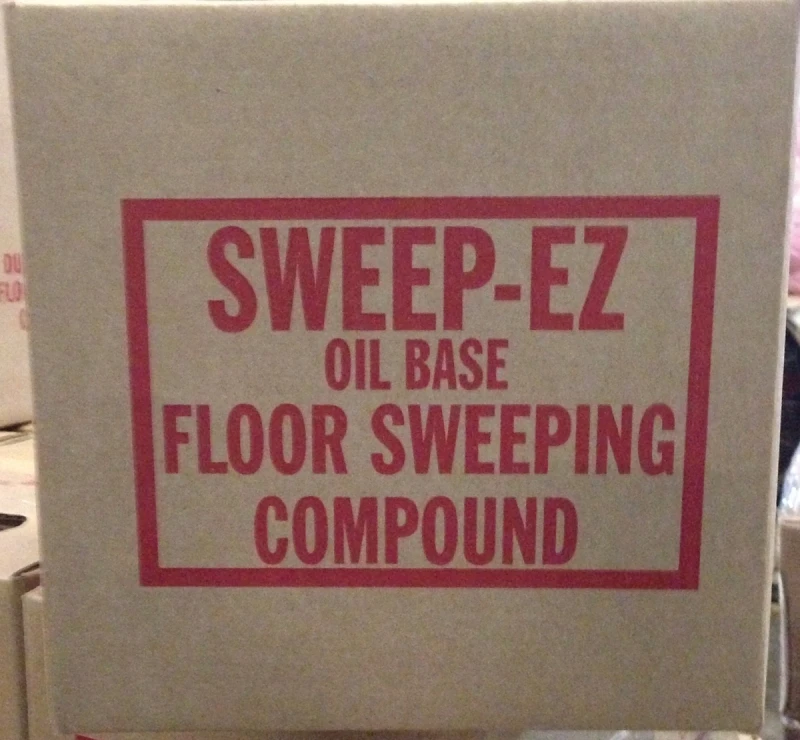 SWEEP-EZ
OIL BASE
FLOOR SWEEPING
COMPOUND